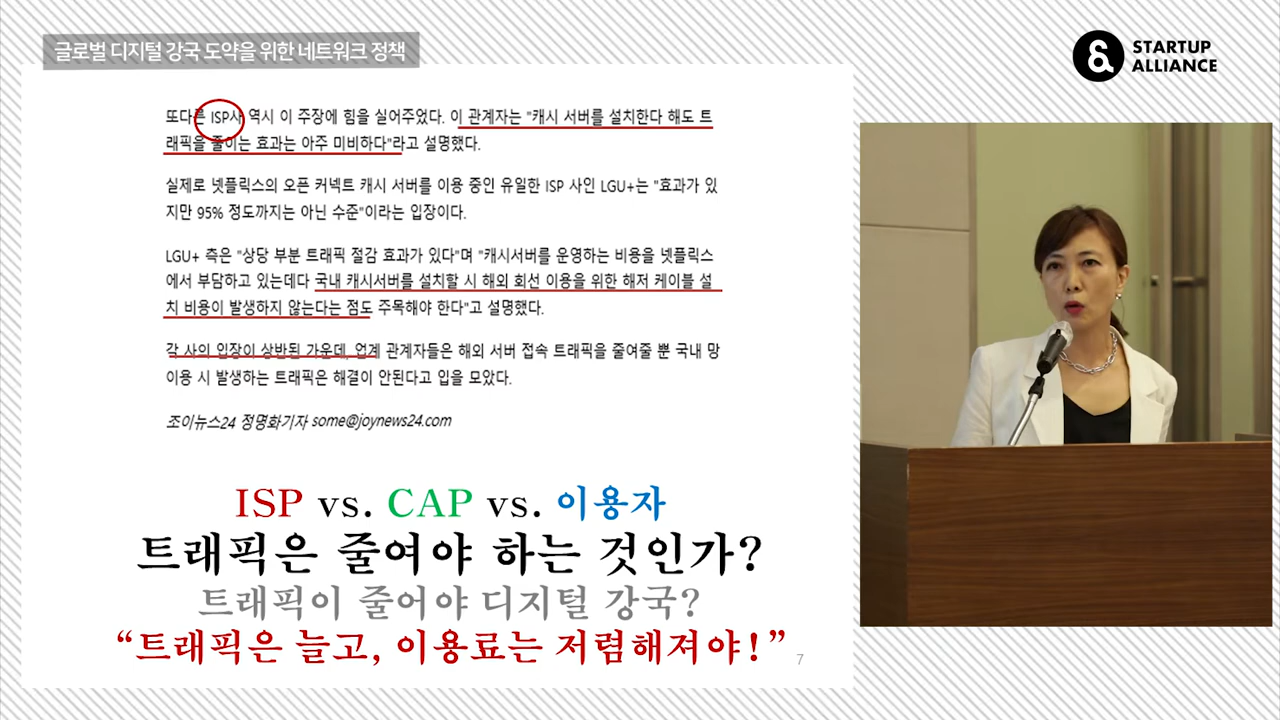 글로벌 디지털 강국 도약을 위한 네트워크 정책
STARTUP
ALLIANCE
또다른 ISP사 역시 이 주장에 힘을 실어주었다. 이 관계자는 "캐시 서버를 설치한다 해도 트
래픽을 줄이는 효과는 아주 미비하다"라고 설명했다.
실제로 넷플릭스의 오픈 커넥트 캐시 서버를 이용 중인 유일한 ISP 사인 LGU+는 "효과가 있
지만 95% 정도까지는 아닌 수준"이라는 입장이다.
LGU+ 측은 "상당 부분 트래픽 절감 효과가 있다"며 "캐시서버를 운영하는 비용을 넷플릭스
에서 부담하고 있는데다 국내 캐시서버를 설치할 시 해외 회선 이용을 위한 해저 케이블 설
치 비용이 발생하지 않는다는 점도 주목해야 한다"고 설명했다.
각 사의 입장이 상반된 가운데, 업계 관계자들은 해외 서버 접속 트래픽을 줄여줄 뿐 국내 망
이용 시 발생하는 트래픽은 해결이 안된다고 입을 모았다.
조이뉴스24 정명화기자 some@joynews24.com
ISP vs. CAP vs. 이용자
트래픽은 줄여야 하는 것인가?
트래픽이 줄어야 디지털 강국?
“트래픽은 늘고, 이용료는 저렴해져야!”
7